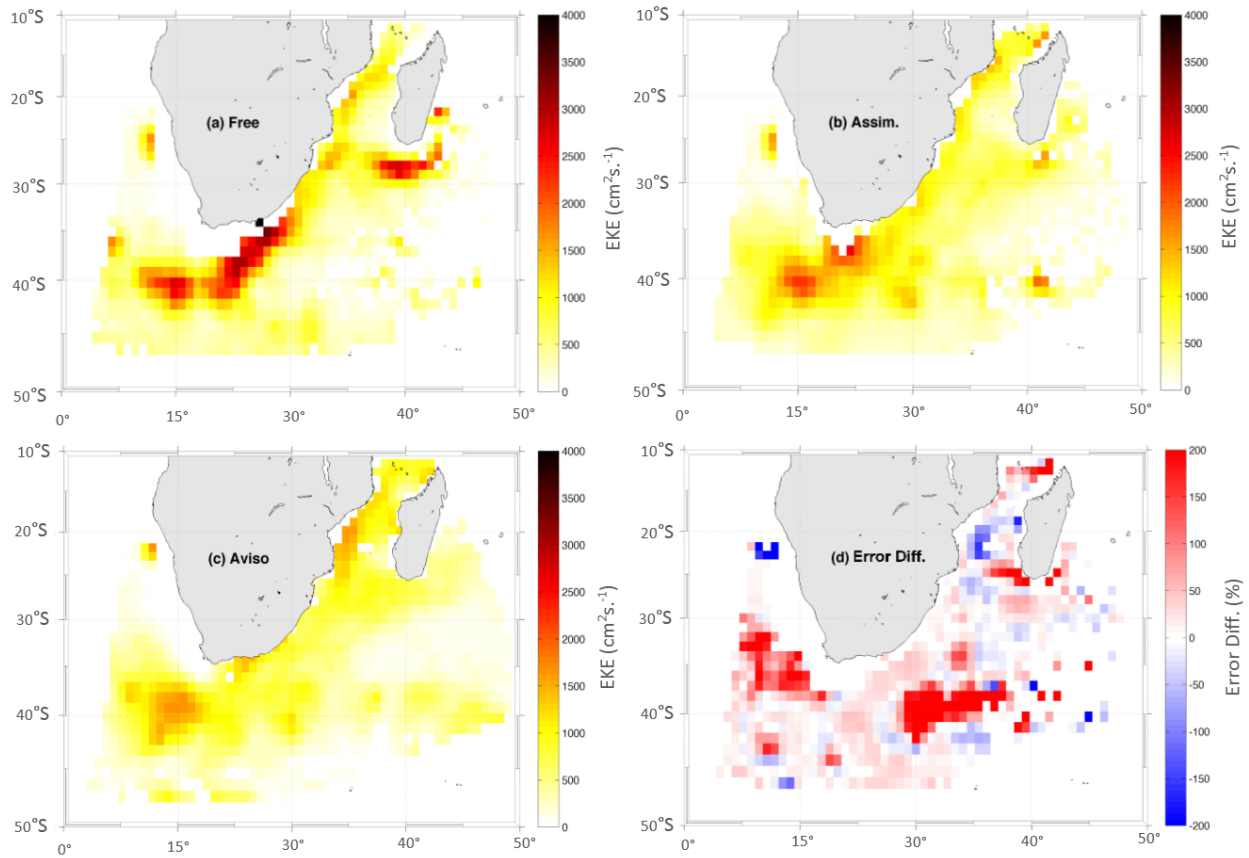 10°S
20°S
30°S
40°S
50°S
0°
15°
30°
40°
50°
(a) Free
4000
3500
3000
2500
2000
1500
1000
500
0
EKE (cm²s.⁻¹)
10°S
20°S
30°S
40°S
50°S
0°
15°
30°
40°
50°
(b) Assim.
4000
3500
3000
2500
2000
1500
1000
500
0
EKE (cm²s.⁻¹)
10°S
20°S
30°S
40°S
50°S
0°
15°
30°
40°
50°
(c) Aviso
4000
3500
3000
2500
2000
1500
1000
500
0
EKE (cm²s.⁻¹)
10°S
20°S
30°S
40°S
50°S
0°
15°
30°
40°
50°
(d) Error Diff.
200
150
100
50
0
-50
-100
-150
-200
Error Diff. (%)